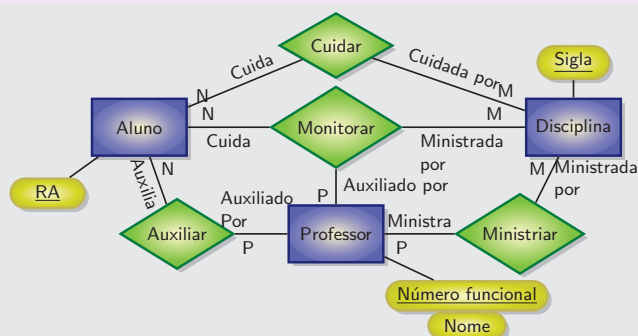 Cuidar
Cuida
Cuidada por
Sigla
N
M
N
M
Aluno
Monitorar
Disciplina
Cuida
Ministrada
por
Auxiliado por
N
Auxilia
M
Ministrada
por
RA
Auxiliado
Por
P
Ministra
Auxiliar
Professor
Ministriar
P
P
Número funcional
Nome